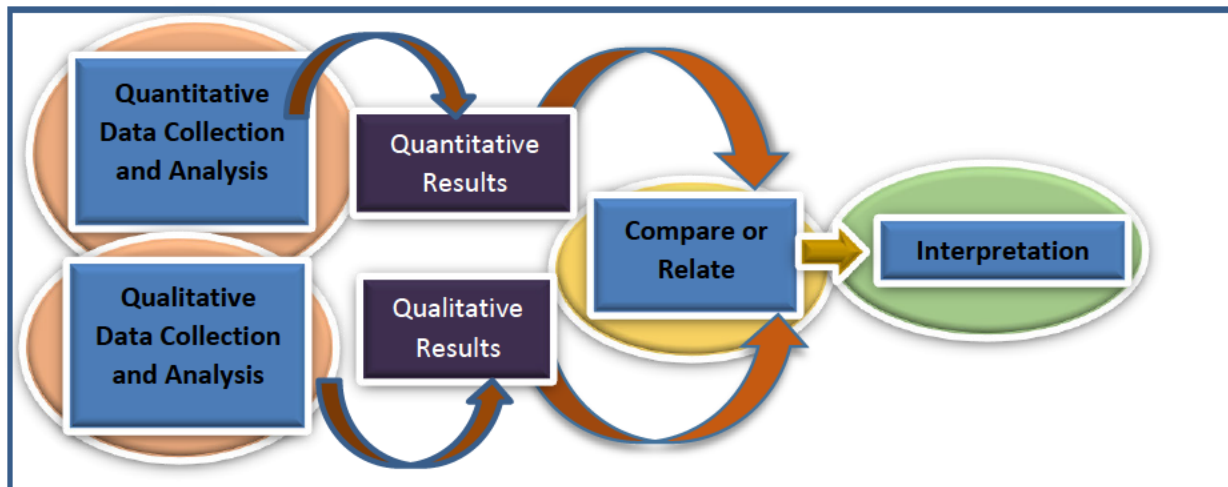 Quantitative
Data Collection
and Analysis
Quantitative
Results
Qualitative
Data Collection
and Analysis
Qualitative
Results
Compare or
Relate
Interpretation